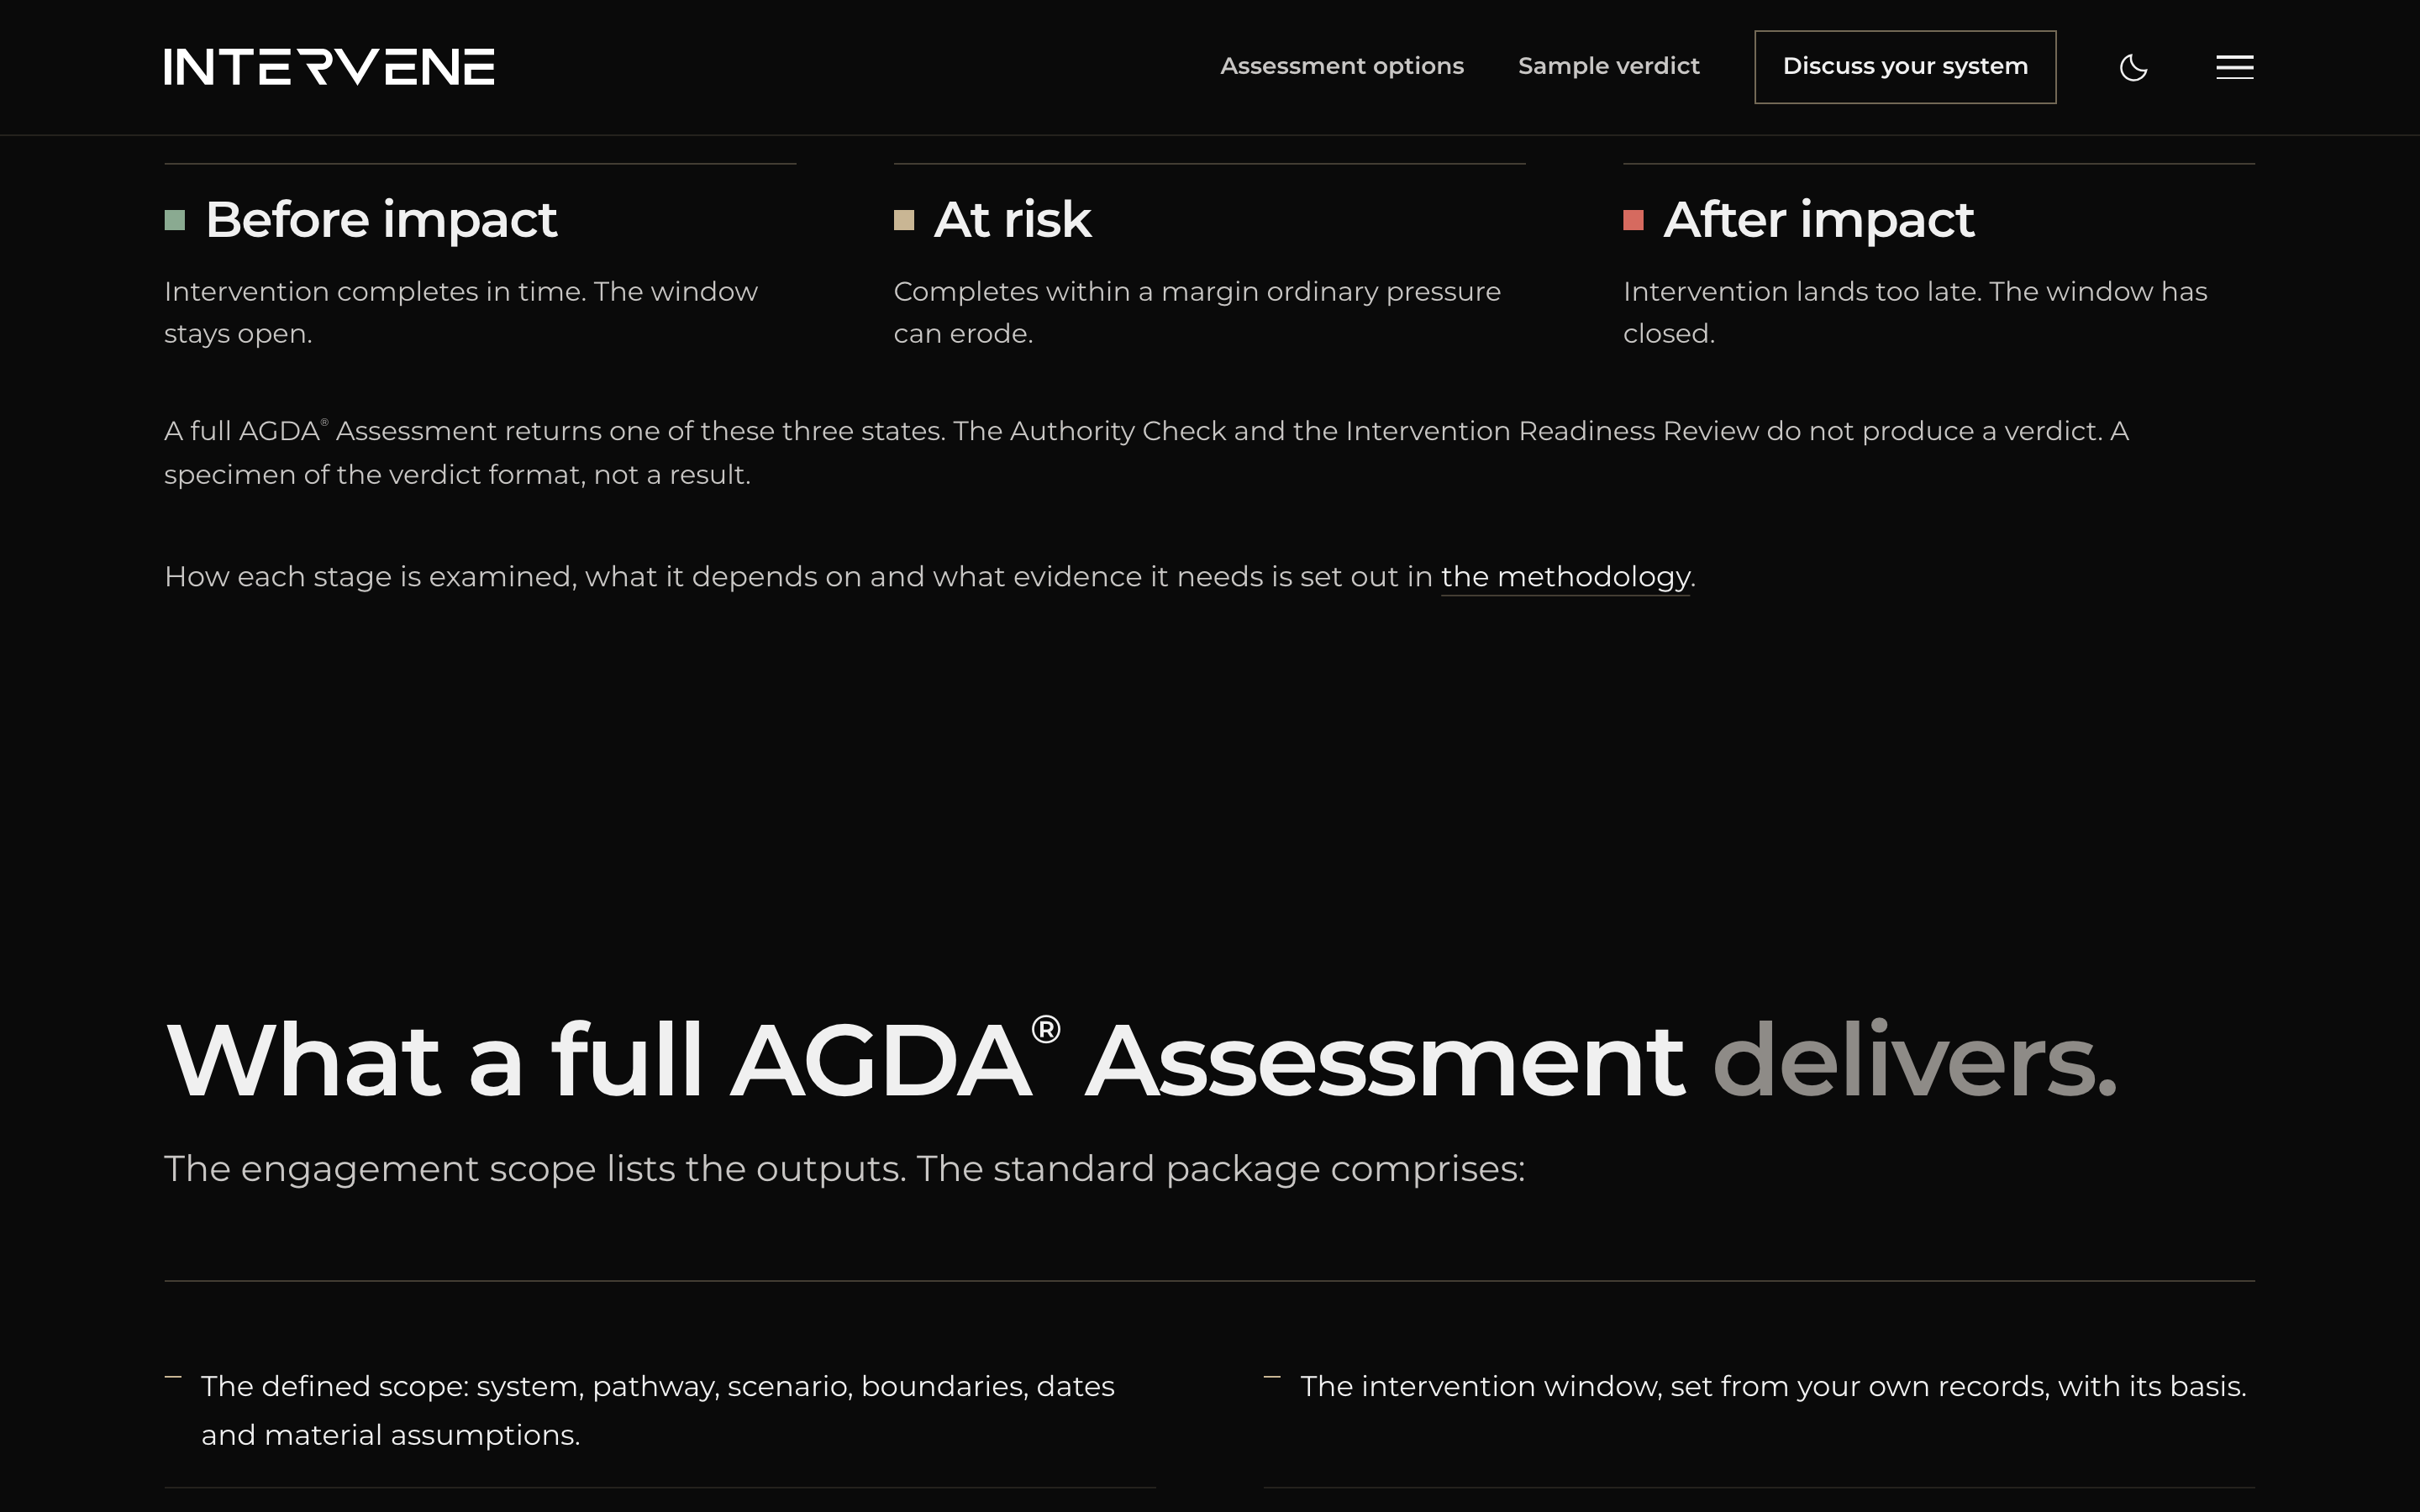 INTERVENE
Assessment options
Sample verdict
Discuss your system
Before impact
Intervention completes in time. The window
stays open.
At risk
Completes within a margin ordinary pressure
can erode.
After impact
Intervention lands too late. The window has
closed.
A full AGDA® Assessment returns one of these three states. The Authority Check and the Intervention Readiness Review do not produce a verdict. A
specimen of the verdict format, not a result.
How each stage is examined, what it depends on and what evidence it needs is set out in the methodology.
What a full AGDA® Assessment delivers.
The engagement scope lists the outputs. The standard package comprises:
The defined scope: system, pathway, scenario, boundaries, dates
and material assumptions.
The intervention window, set from your own records, with its basis.